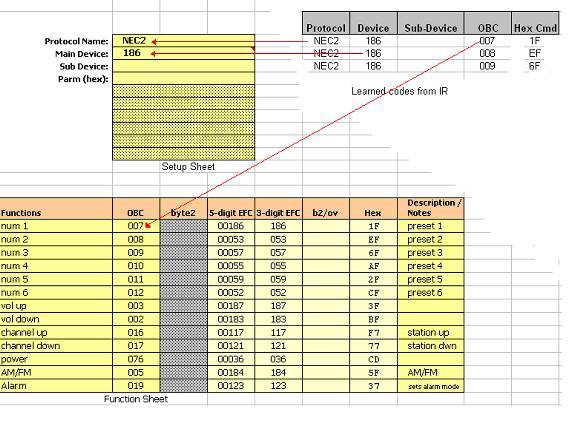 Protocol Device Sub-Device OBC Hex Cmd
Protocol Name: NEC2 NEC2 186 007 1F
Main Device: 186 NEC2 186 008 EF
Sub Device: NEC2 186 009 6F
Parm (hex):
Learned codes from IR
Setup Sheet
Functions OBC byte2 5-digit EFC 3-digit EFC b2/ov Hex Description / Notes
num 1 007 00186 186 1F preset 1
num 2 008 00053 053 EF preset 2
num 3 009 00057 057 6F preset 3
num 4 010 00055 055 AF preset 4
num 5 011 00059 059 2F preset 5
num 6 012 00052 052 CF preset 6
vol up 003 00187 187 3F
vol down 002 00183 183 BF
channel up 016 00117 117 F7 station up
channel down 017 00121 121 77 station dwn
power 076 00036 036 CD
AM/FM 005 00184 184 5F AM/FM
Alarm 019 00123 123 37 sets alarm mode
Function Sheet